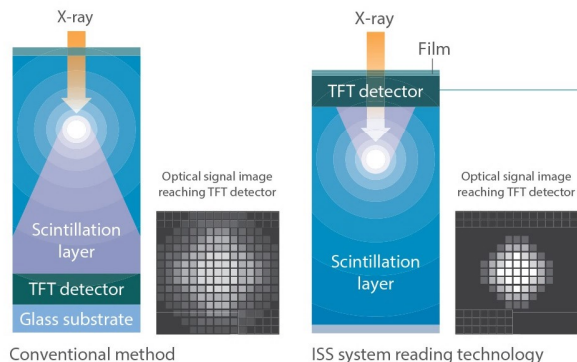 X-ray
Optical signal image
reaching TFT detector
Scintillation
layer
TFT detector
Glass substrate
Conventional method
X-ray
Film
TFT detector
Optical signal image
reaching TFT detector
Scintillation
layer
ISS system reading technology